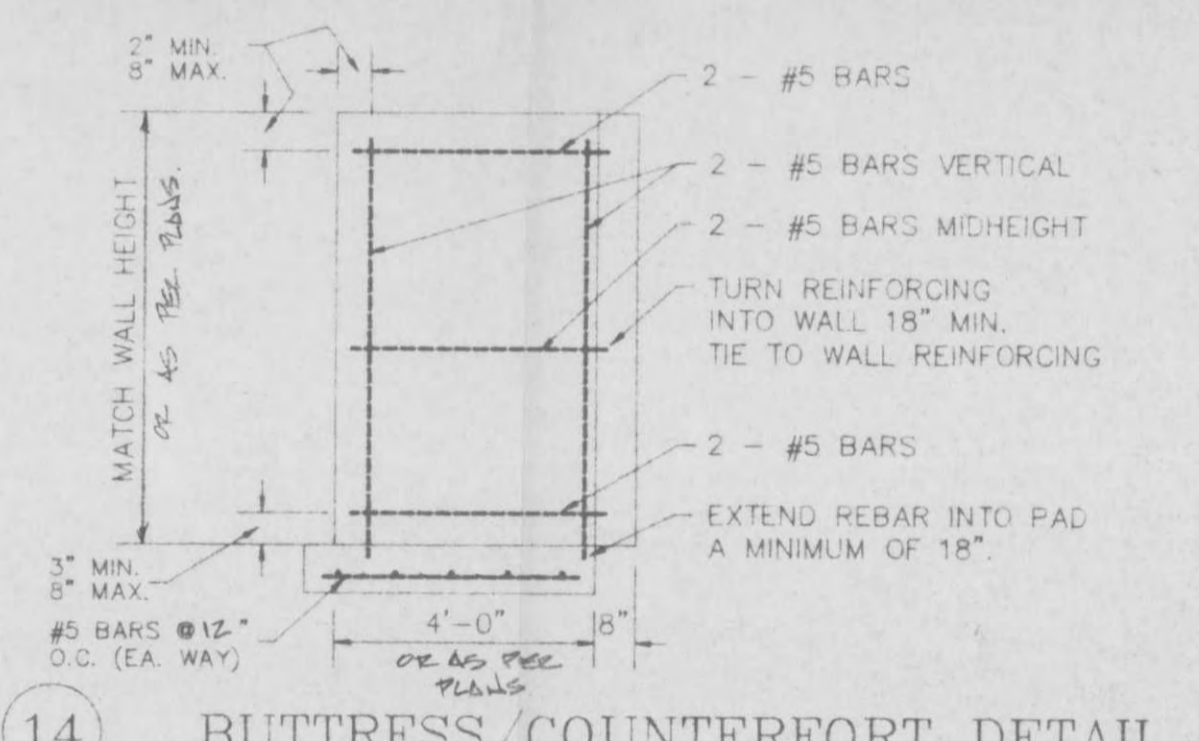 2" MIN.
8" MAX.
2 - #5 BARS
2 - #5 BARS VERTICAL
2 - #5 BARS MIDHEIGHT
TURN REINFORCING
INTO WALL 18" MIN.
TIE TO WALL REINFORCING
MATCH WALL HEIGHT
OR AS PER PLANS.
2 - #5 BARS
EXTEND REBAR INTO PAD
A MINIMUM OF 18".
3" MIN.
8" MAX.
#5 BARS @ 12"
O.C. (EA. WAY)
4'-0"
8"
OR AS PER
PLANS
14
BUTTRESS/COUNTERFORT DETAIL